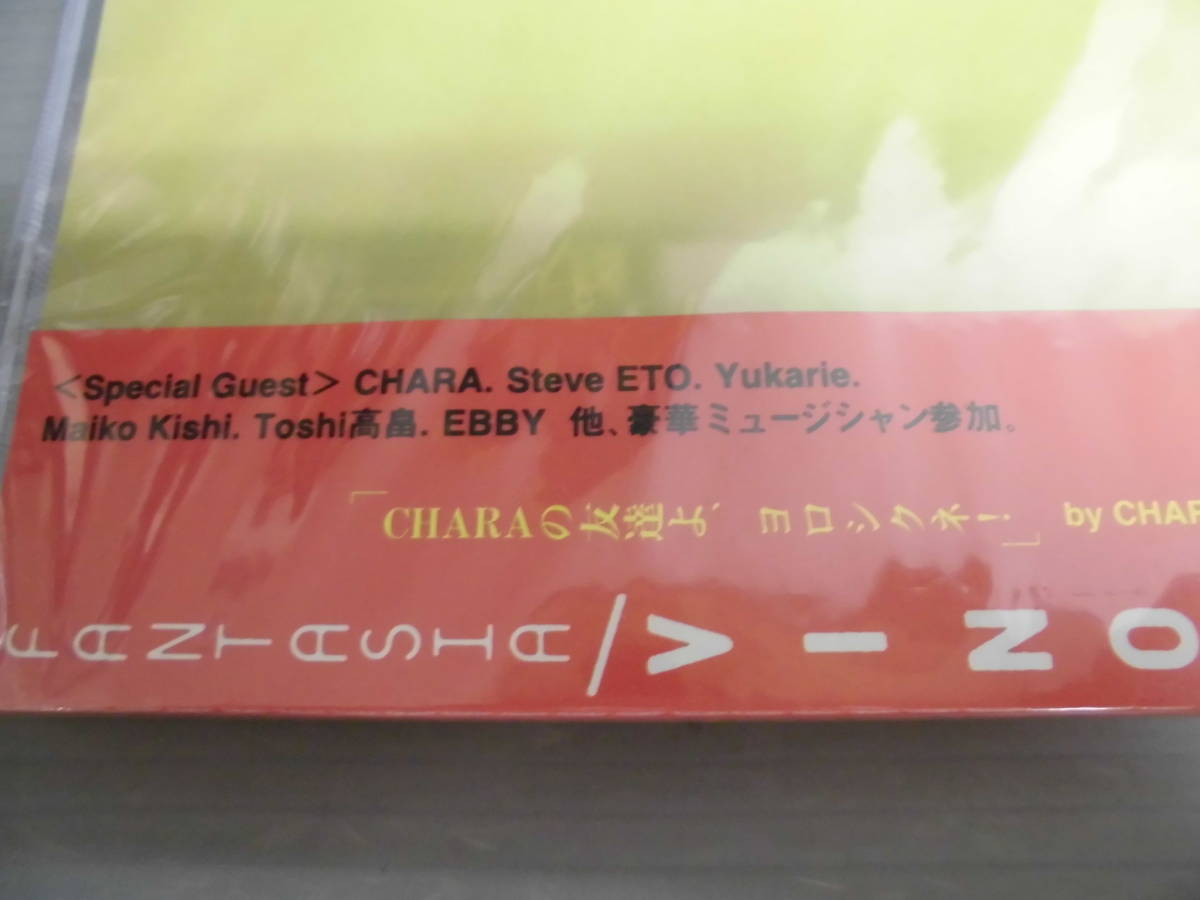 ＜Special Guest＞ CHARA. Steve ETO. Yukarie.
Maiko Kishi. Toshi高畠. EBBY 他、豪華ミュージシャン参加。
「CHARAの友達よ、ヨロシクネ!」 by CHAR
FANTASIA/VINO